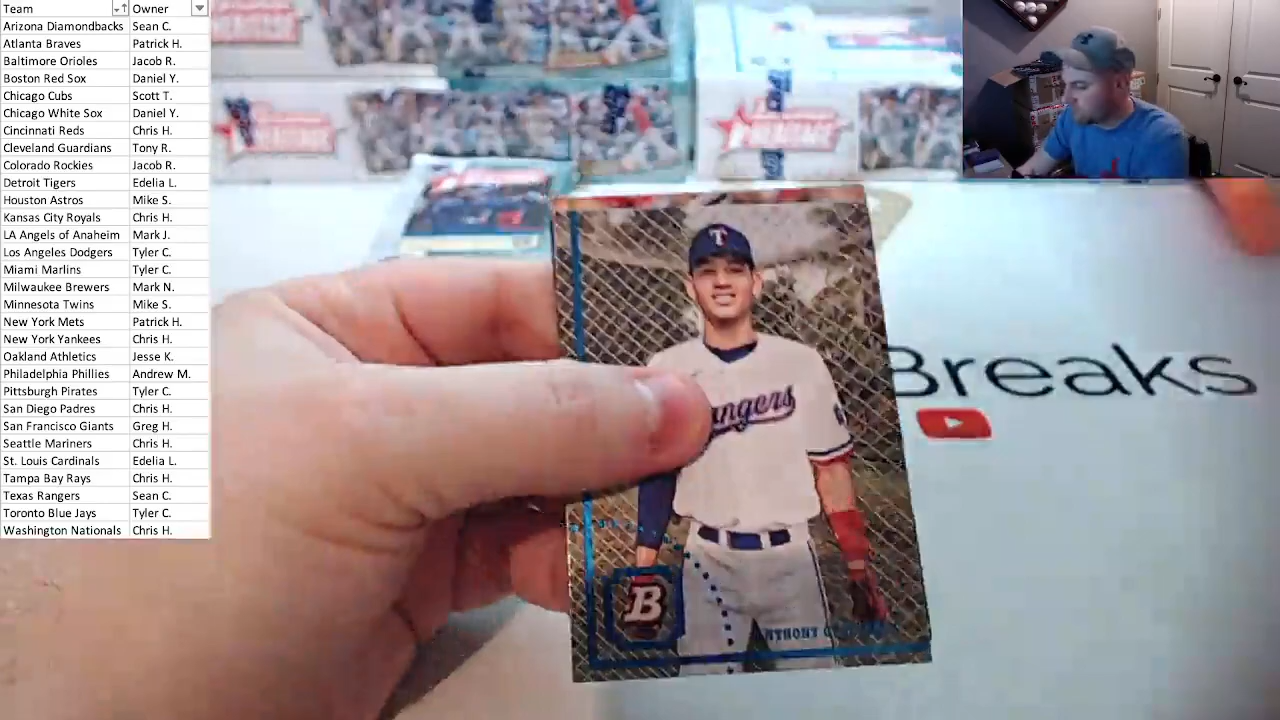 Team Owner
Arizona Diamondbacks Sean C.
Atlanta Braves Patrick H.
Baltimore Orioles Jacob R.
Boston Red Sox Daniel Y.
Chicago Cubs Scott T.
Chicago White Sox Daniel Y.
Cincinnati Reds Chris H.
Cleveland Guardians Tony R.
Colorado Rockies Jacob R.
Detroit Tigers Edelia L.
Houston Astros Mike S.
Kansas City Royals Chris H.
LA Angels of Anaheim Mark J.
Los Angeles Dodgers Tyler C.
Miami Marlins Tyler C.
Milwaukee Brewers Mark N.
Minnesota Twins Mike S.
New York Mets Patrick H.
New York Yankees Chris H.
Oakland Athletics Jesse K.
Philadelphia Phillies Andrew M.
Pittsburgh Pirates Tyler C.
San Diego Padres Chris H.
San Francisco Giants Greg H.
Seattle Mariners Chris H.
St. Louis Cardinals Edelia L.
Tampa Bay Rays Chris H.
Texas Rangers Sean C.
Toronto Blue Jays Tyler C.
Washington Nationals Chris H.
HERITAGE
HERITAGE HERITAGE
T
angers
Breaks
B